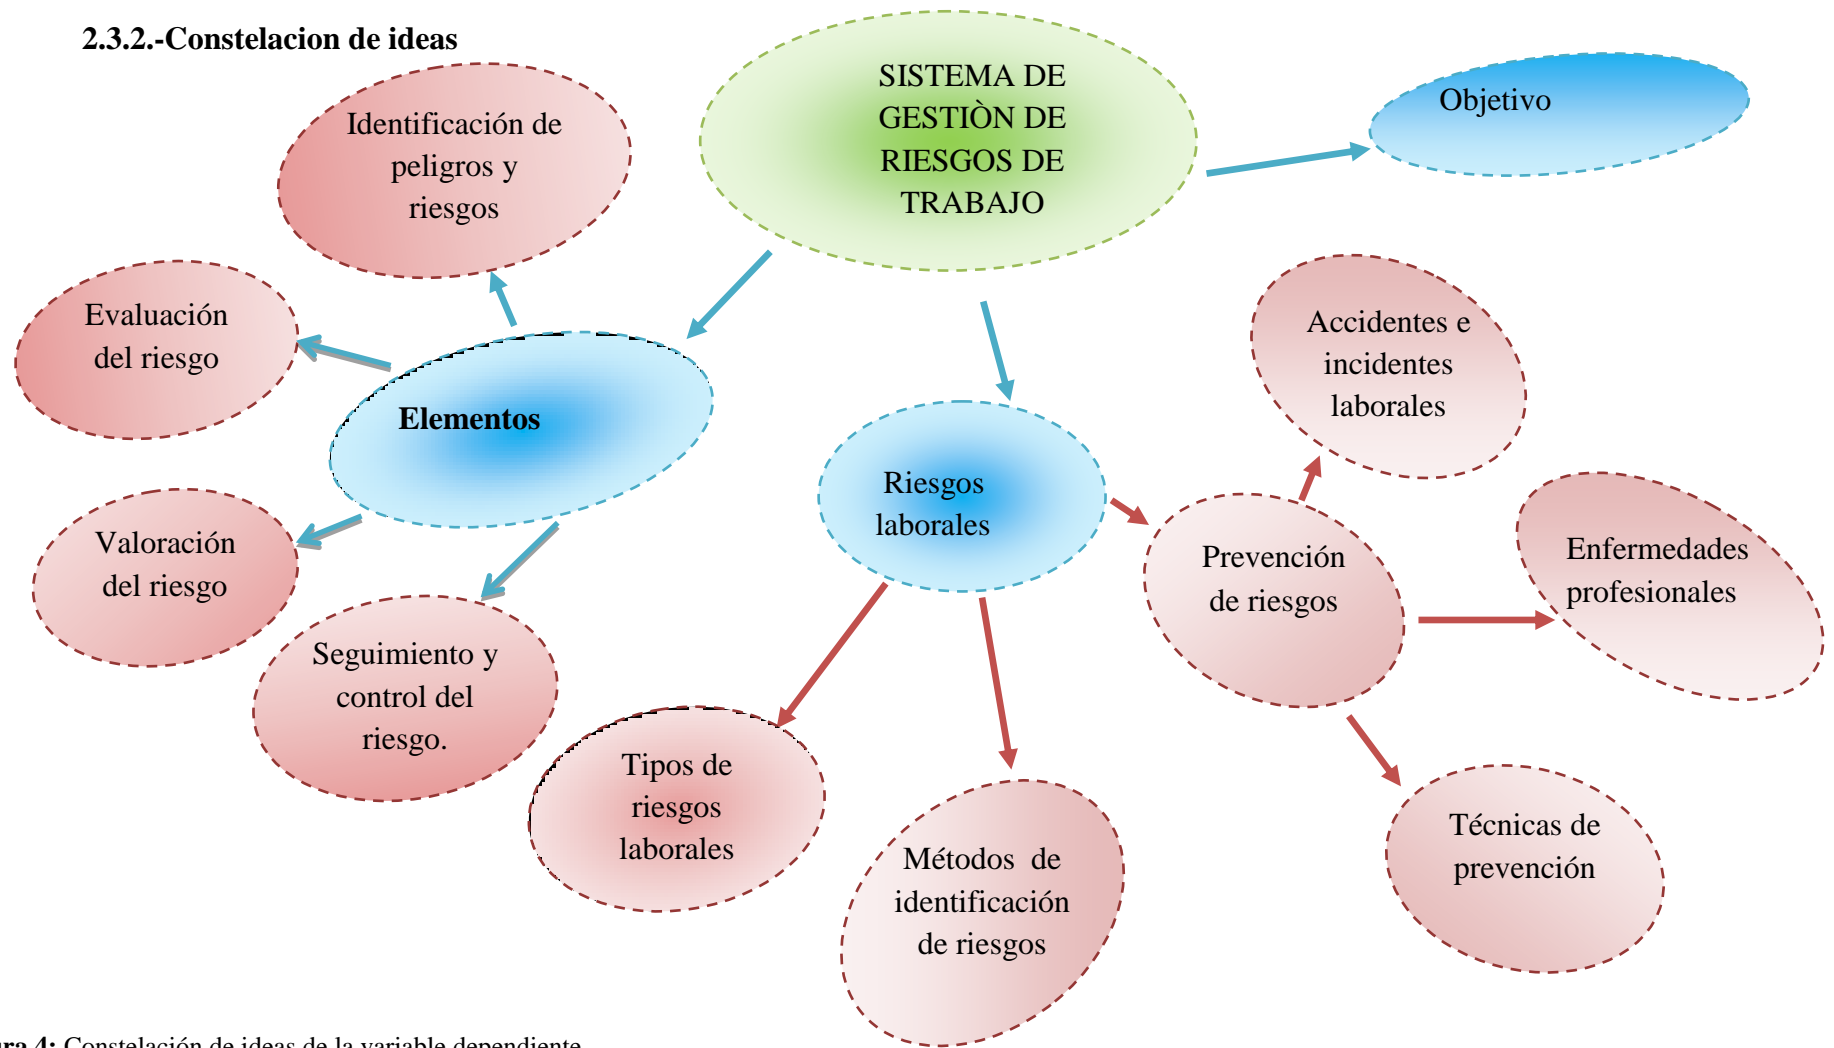 2.3.2.-Constelacion de ideas
SISTEMA DE
GESTIÒN DE
RIESGOS DE
TRABAJO
Objetivo
Identificación de
peligros y
riesgos
Evaluación
del riesgo
Elementos
Valoración
del riesgo
Seguimiento y
control del
riesgo.
Riesgos
laborales
Tipos de
riesgos
laborales
Métodos de
identificación
de riesgos
Prevención
de riesgos
Accidentes e
incidentes
laborales
Enfermedades
profesionales
Técnicas de
prevención
4: Constelación de ideas de la variable dependiente